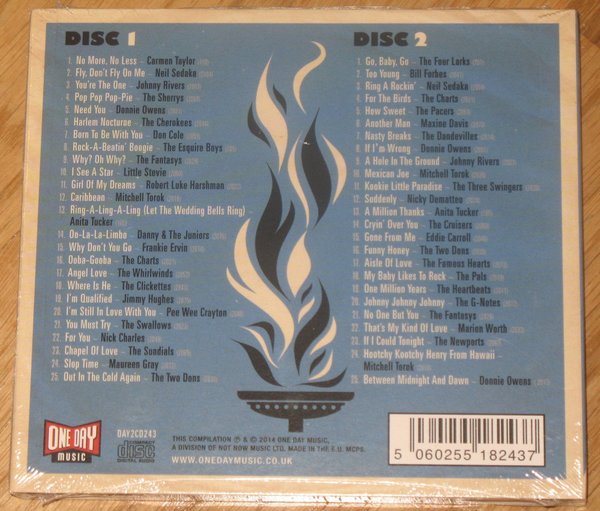 DISC 1
1. No More, No Less – Carmen Taylor
2. Fly, Don't Fly On Me – Neil Sedaka
3. You're The One – Johnny Rivers
4. Pop Pop Pop-Pie – The Sherrys
5. Need You – Donnie Owens
6. Harlem Nocturne – The Cherokees
7. Born To Be With You – Don Cole
8. Rock-A-Beatin' Boogie – The Esquire Boys
9. Why? Oh Why? – The Fantasys
10. I See A Star – Little Stevie
11. Girl Of My Dreams – Robert Luke Harshman
12. Caribbean – Mitchell Torok
13. Ring-A-Ling-A-Ling (Let The Wedding Bells Ring) –
Anita Tucker
14. Oo-La-La-Limbo – Danny & The Juniors
15. Why Don't You Go – Frankie Ervin
16. Ooba-Gooba – The Charts
17. Angel Love – The Whirlwinds
18. Where Is He – The Clickettes
19. I'm Qualified – Jimmy Hughes
20. I'm Still In Love With You – Pee Wee Crayton
21. You Must Try – The Swallows
22. For You – Nick Charles
23. Chapel Of Love – The Sundials
24. Slop Time – Maureen Gray
25. Out In The Cold Again – The Two Dons
DISC 2
1. Go, Baby, Go – The Four Larks
2. Too Young – Bill Forbes
3. Ring A Rockin' – Neil Sedaka
4. For The Birds – The Charts
5. How Sweet – The Pacers
6. Another Man – Maxine Davis
7. Nasty Breaks – The Dandevilles
8. If I'm Wrong – Donnie Owens
9. A Hole In The Ground – Johnny Rivers
10. Mexican Joe – Mitchell Torok
11. Kookie Little Paradise – The Three Swingers
12. Suddenly – Nicky Dematteo
13. A Million Thanks – Anita Tucker
14. Cryin' Over You – The Cruisers
15. Gone From Me – Eddie Carroll
16. Funny Honey – The Two Dons
17. Aisle Of Love – The Famous Hearts
18. My Baby Likes To Rock – The Pals
19. One Million Years – The Heartbeats
20. Johnny Johnny Johnny – The G-Notes
21. No One But You – The Fantasys
22. That's My Kind Of Love – Marion Worth
23. If I Could Tonight – The Newports
24. Hootchy Kootchy Henry From Hawaii –
Mitchell Torok
25. Between Midnight And Dawn – Donnie Owens
ONE DAY
MUSIC
DAY2CD243
COMPACT
disc
DIGITAL AUDIO
THIS COMPILATION ℗ & © 2014 ONE DAY MUSIC,
A DIVISION OF NOT NOW MUSIC LTD. MADE IN THE E.U. MCPS.
WWW.ONEDAYMUSIC.CO.UK
5 060255 182437